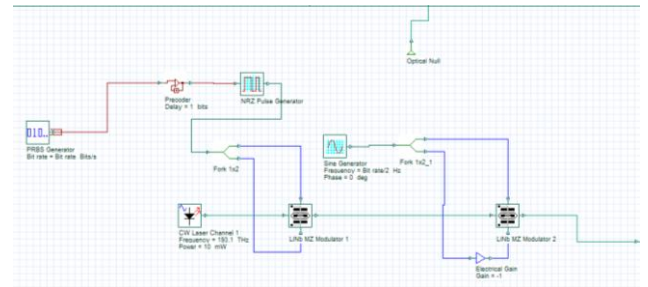 Optical Null
Precoder
Delay = 1 bits
NRZ Pulse Generator
010...
PRBS Generator
Bit rate = Bit rate Bits/s
Fork 1x2
Sine Generator
Frequency = Bit rate/2 Hz
Phase = 0 deg
Fork 1x2_1
CW Laser Channel 1
Frequency = 193.1 THz
Power = 10 mW
LiNb MZ Modulator 1
LiNb MZ Modulator 2
Electrical Gain
Gain = -1